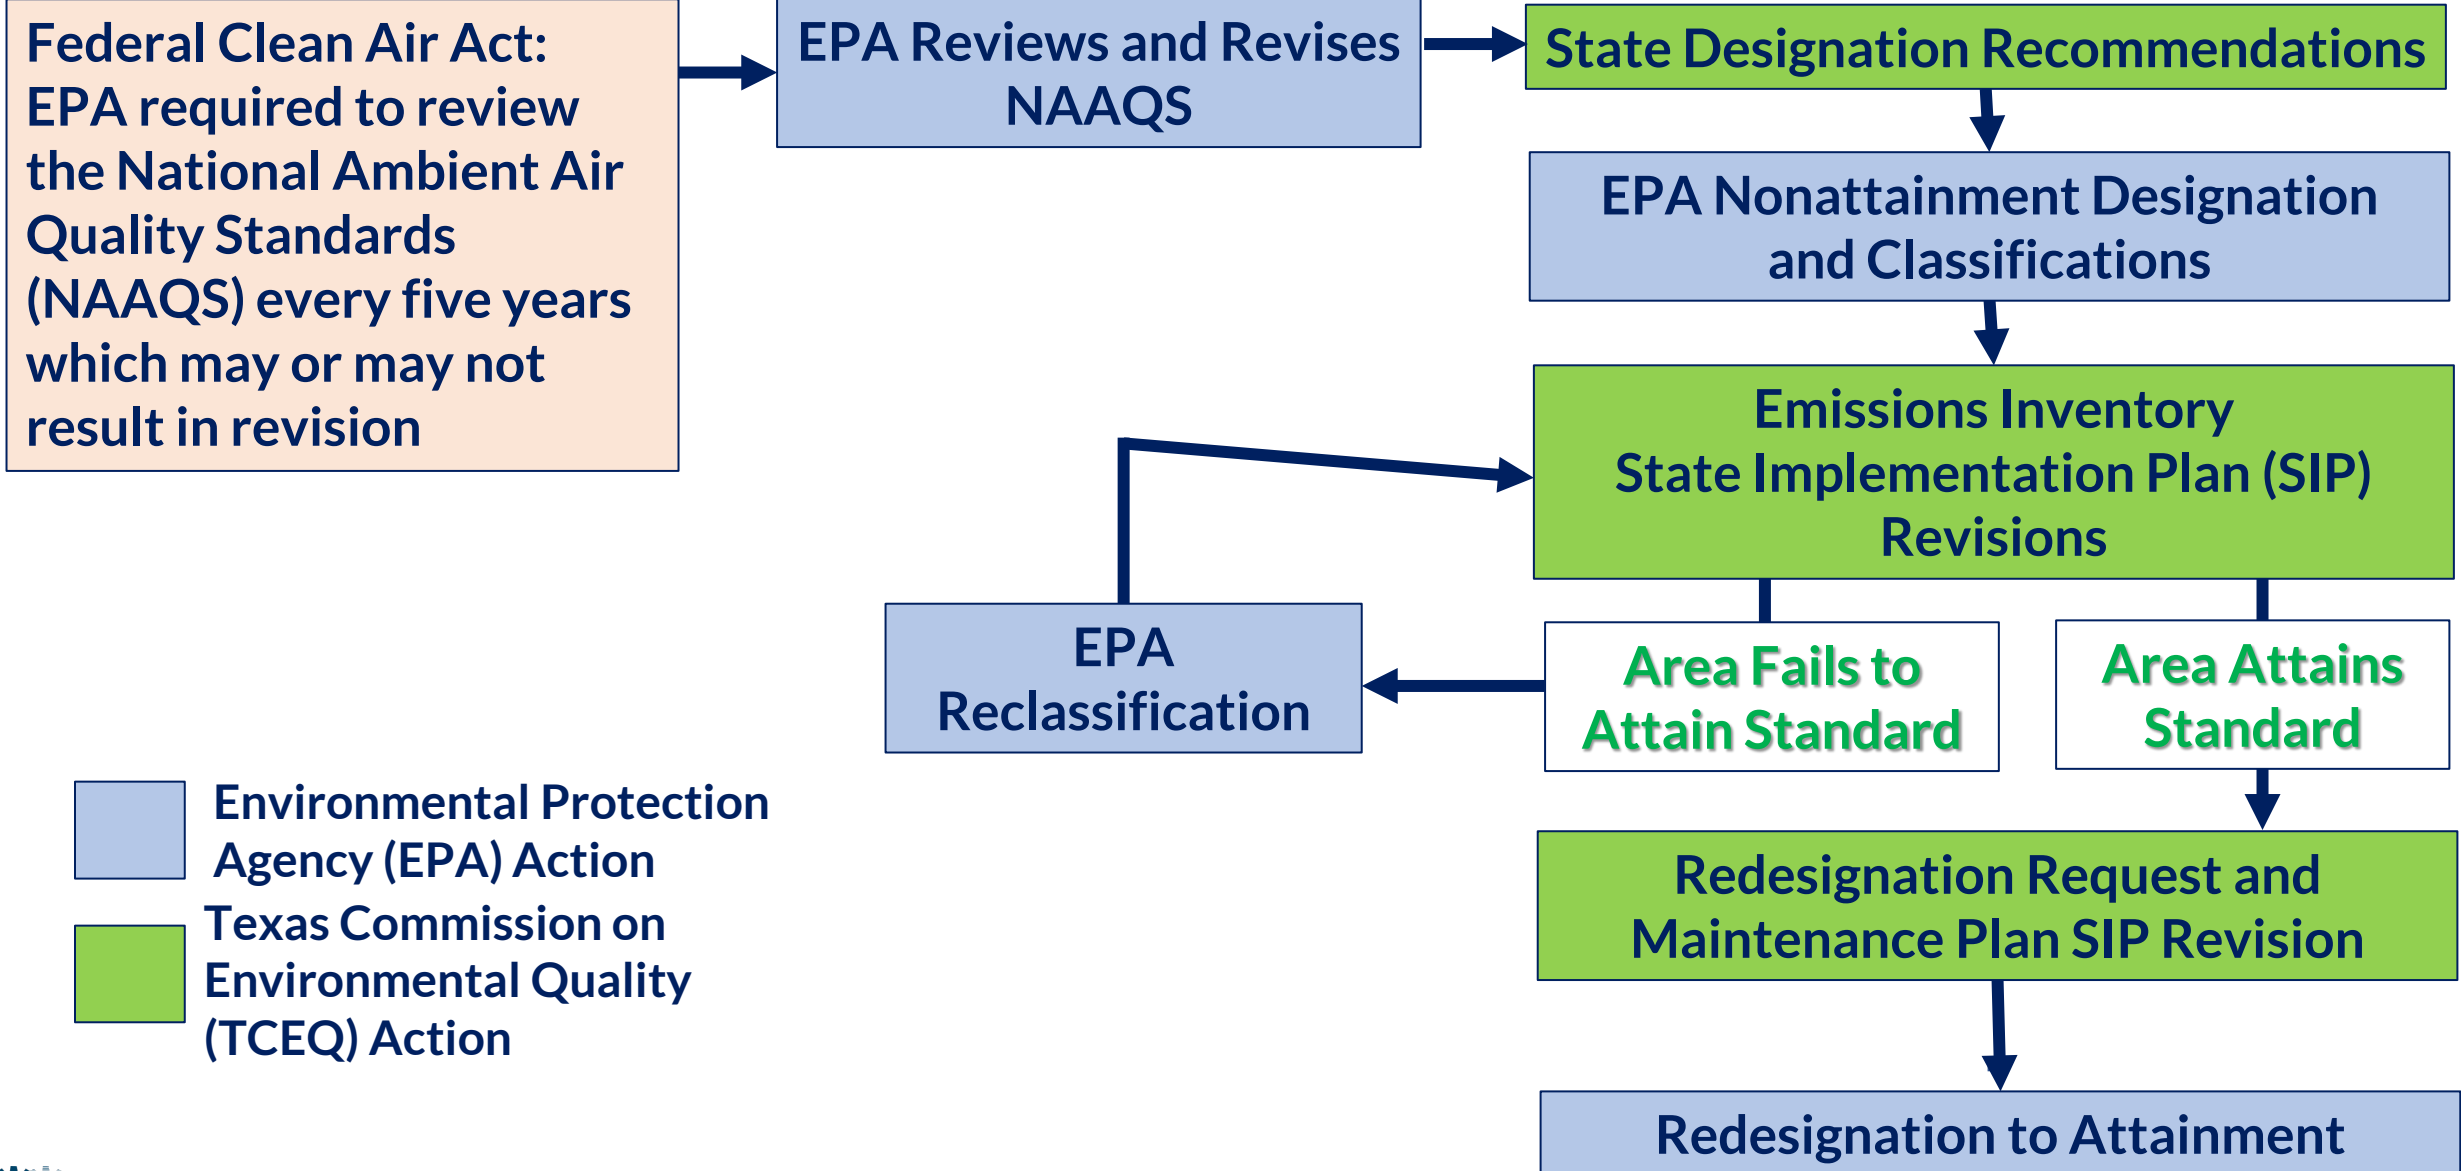 Federal Clean Air Act:
EPA required to review
the National Ambient Air
Quality Standards
(NAAQS) every five years
which may or may not
result in revision
EPA Reviews and Revises
NAAQS
State Designation Recommendations
EPA Nonattainment Designation
and Classifications
Emissions Inventory
State Implementation Plan (SIP)
Revisions
EPA
Reclassification
Area Fails to
Attain Standard
Area Attains
Standard
Redesignation Request and
Maintenance Plan SIP Revision
Redesignation to Attainment
Environmental Protection
Agency (EPA) Action
Texas Commission on
Environmental Quality
(TCEQ) Action